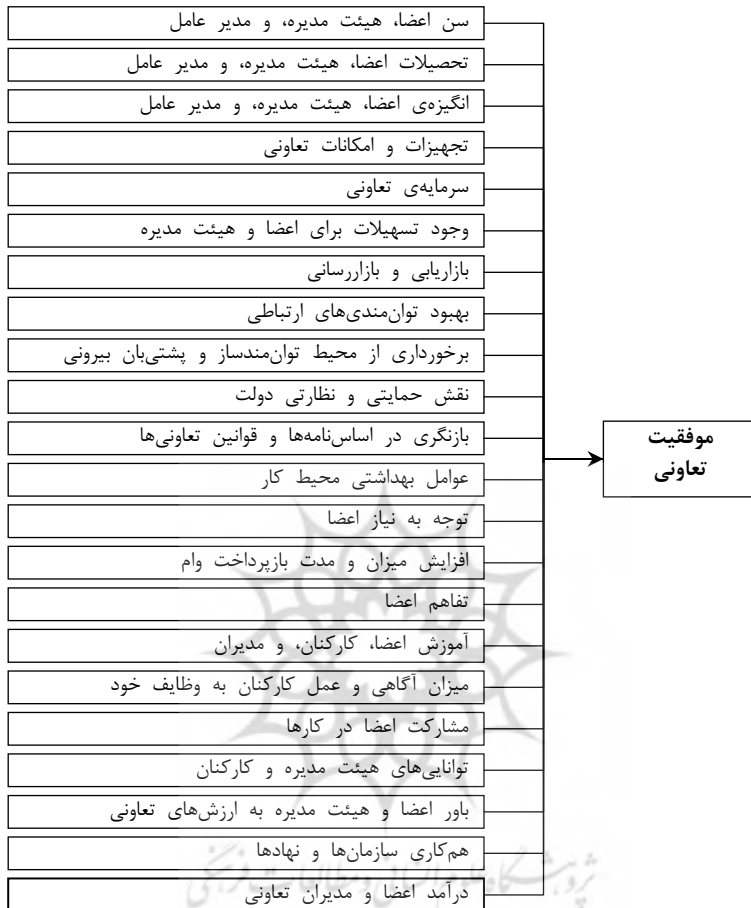 سن اعضا، هیئت مدیره، و مدیر عامل
تحصیلات اعضا، هیئت مدیره، و مدیر عامل
انگیزه‌ی اعضا، هیئت مدیره، و مدیر عامل
تجهیزات و امکانات تعاونی
سرمایه‌ی تعاونی
وجود تسهیلات برای اعضا و هیئت مدیره
بازاریابی و بازاررسانی
بهبود توان‌مندی‌های ارتباطی
برخورداری از محیط توان‌مندساز و پشتی‌بان بیرونی
نقش حمایتی و نظارتی دولت
بازنگری در اساس‌نامه‌ها و قوانین تعاونی‌ها
عوامل بهداشتی محیط کار
توجه به نیاز اعضا
افزایش میزان و مدت بازپرداخت وام
تفاهم اعضا
آموزش اعضا، کارکنان، و مدیران
میزان آگاهی و عمل کارکنان به وظایف خود
مشارکت اعضا در کارها
توانایی‌های هیئت مدیره و کارکنان
باور اعضا و هیئت مدیره به ارزش‌های تعاونی
هم‌کاری سازمان‌ها و نهادها
درآمد اعضا و مدیران تعاونی
موفقیت
تعاونی
پژوهشگاه علوم انسانی و مطالعات فرهنگی